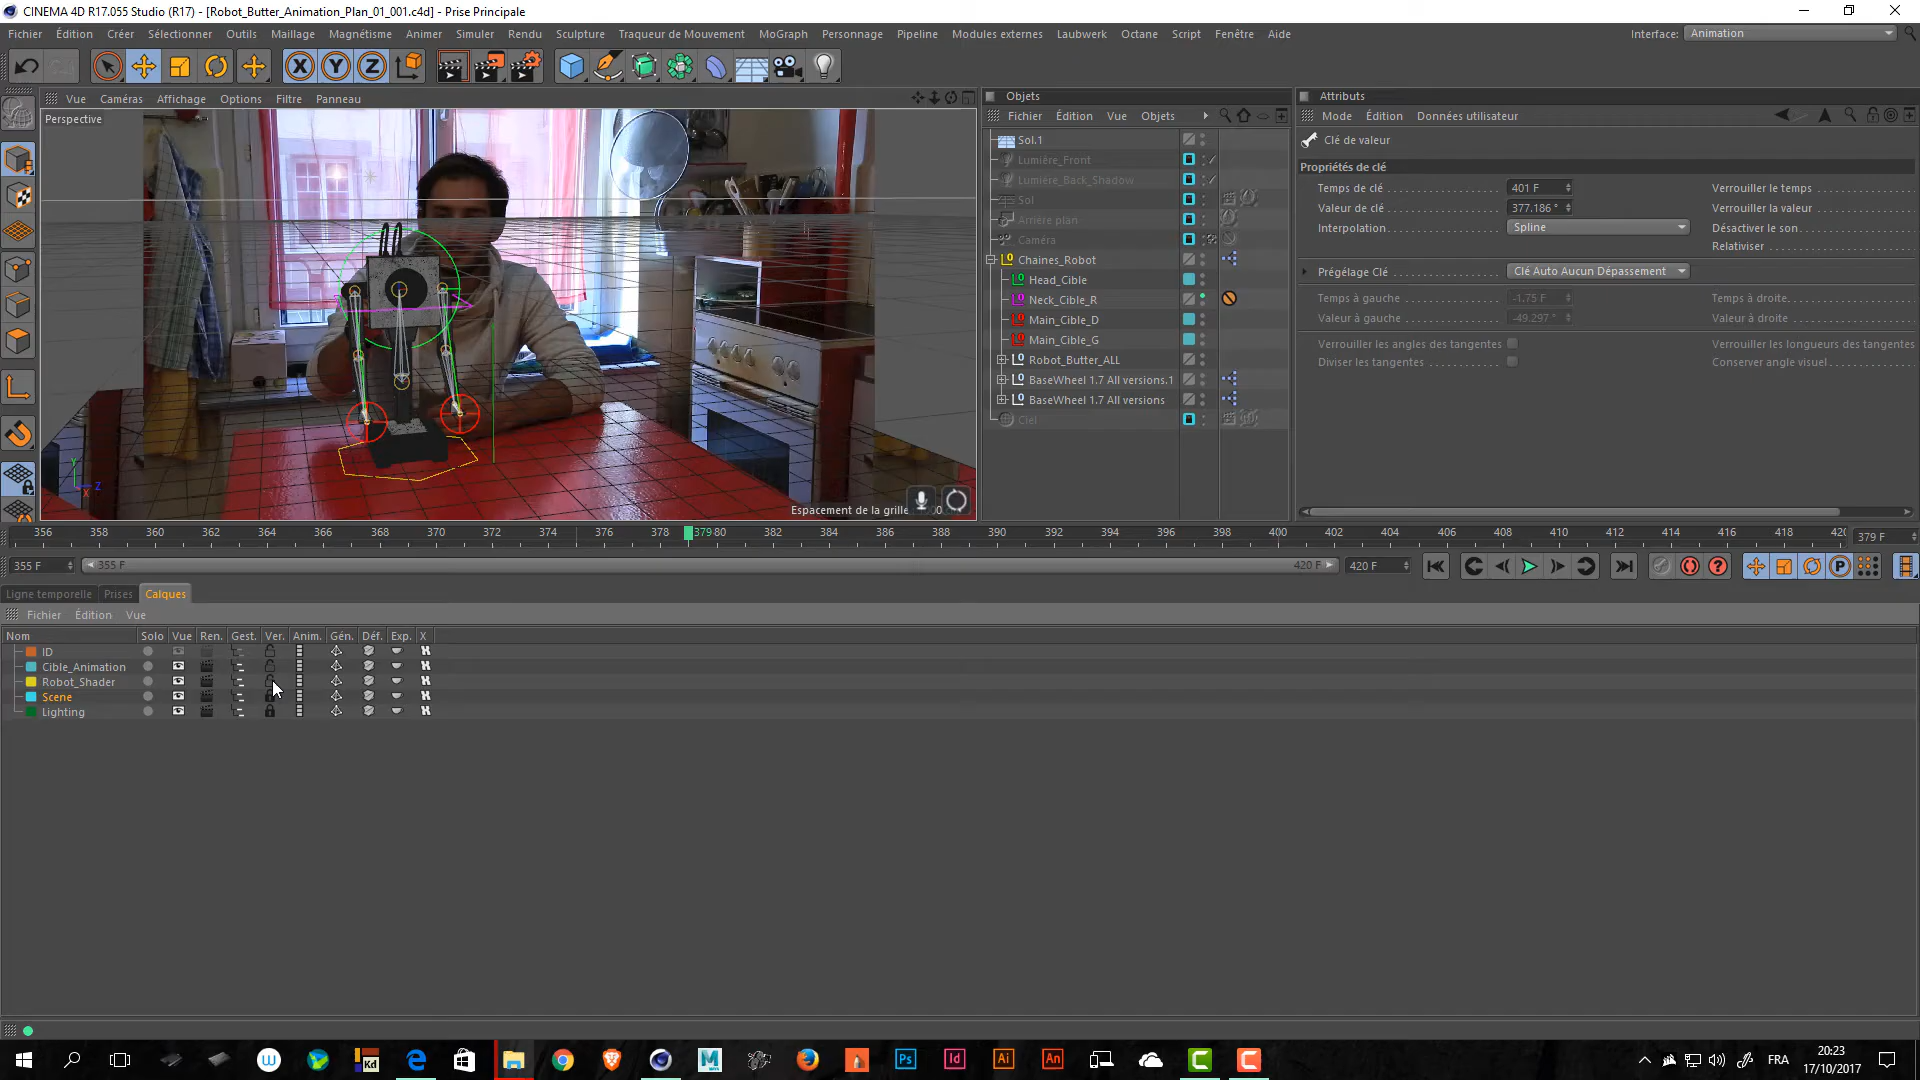 CINEMA 4D R17.055 Studio (R17) - [Robot_Butter_Animation_Plan_01_001.c4d] - Prise Principale
Fichier Édition Créer Sélectionner Outils Maillage Magnétisme Animer Simuler Rendu Sculpture Traqueur de Mouvement MoGraph Personnage Pipeline Modules externes Laubwerk Octane Script Fenêtre Aide Interface: Animation
X Y Z
Vue Caméras Affichage Options Filtre Panneau
Objets
Attributs
Fichier Édition Vue Objets
Mode Édition Données utilisateur
Perspective
Sol.1
Lumière_Front
Lumière_Back_Shadow
Sol
Arrière plan
Caméra
Chaines_Robot
Head_Cible
Neck_Cible_R
Main_Cible_D
Main_Cible_G
Robot_Butter_ALL
BaseWheel 1.7 All versions.1
BaseWheel 1.7 All versions
Ciel
Clé de valeur
Propriétés de clé
Temps de clé 401 F Verrouiller le temps
Valeur de clé 377.186 ° Verrouiller la valeur
Interpolation Spline Désactiver le son
Relativiser
Prégélage Clé Clé Auto Aucun Dépassement
Temps à gauche -1.75 F Temps à droite
Valeur à gauche -49.297 ° Valeur à droite
Verrouiller les angles des tangentes Verrouiller les longueurs des tangentes
Diviser les tangentes Conserver angle visuel
Y Z X
Espacement de la grille
356 358 360 362 364 366 368 370 372 374 376 378 379 80 382 384 386 388 390 392 394 396 398 400 402 404 406 408 410 412 414 416 418 420 379 F
355 F 355 F 420 F 420 F
Ligne temporelle Prises Calques
Fichier Édition Vue
Nom Solo Vue Ren. Gest. Ver. Anim. Gén. Déf. Exp. X
ID
Cible_Animation
Robot_Shader
Scene
Lighting
Kd Ps Id Ai An
FRA
20:23
17/10/2017